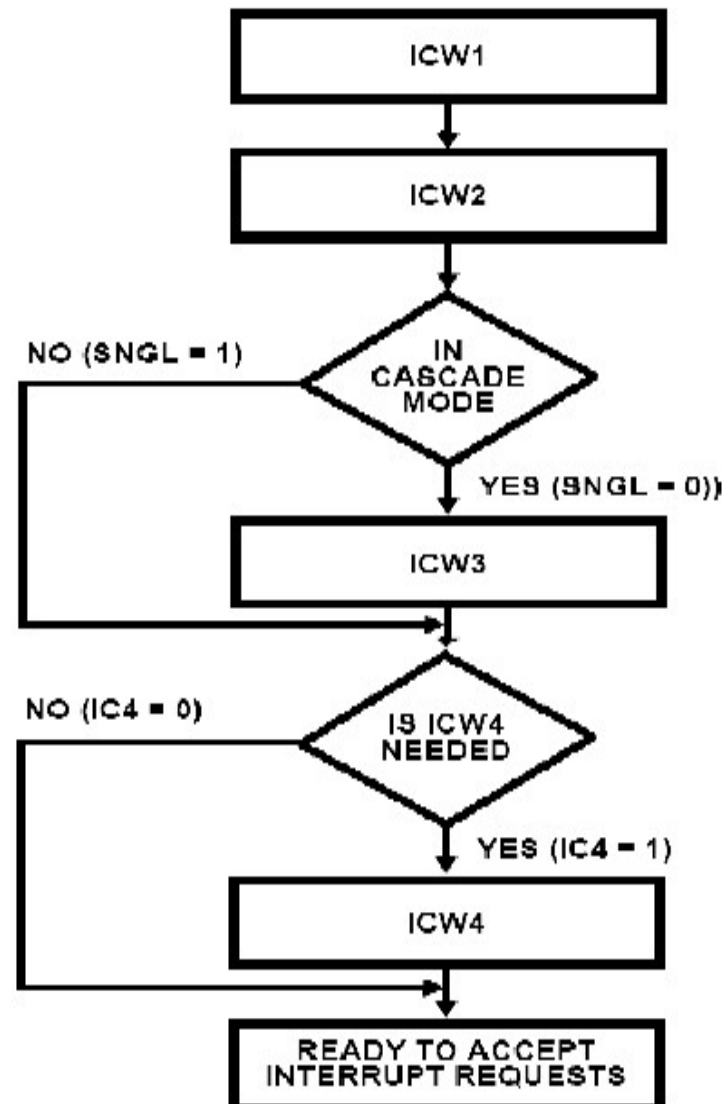 ICW1
ICW2
NO (SNGL = 1)
IN
CASCADE
MODE
YES (SNGL = 0))
ICW3
NO (IC4 = 0)
IS ICW4
NEEDED
YES (IC4 = 1)
ICW4
READY TO ACCEPT
INTERRUPT REQUESTS